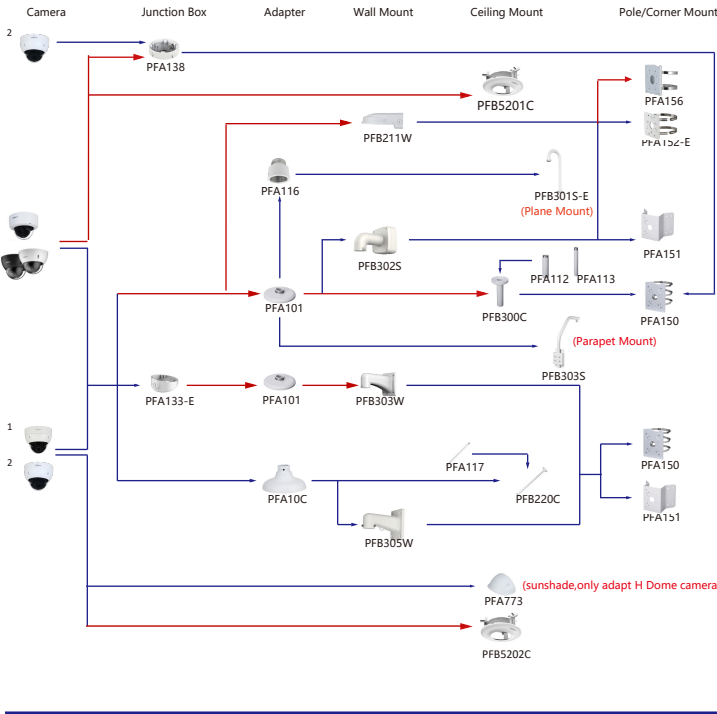 Camera Junction Box Adapter Wall Mount Ceiling Mount Pole/Corner Mount
2
PFA138
PFB5201C
PFA156
PFB211W
PFA152-E
PFA116
PFB301S-E
(Plane Mount)
PFB302S
PFA151
PFA112 PFA113
PFA101
PFB300C
PFA150
(Parapet Mount)
PFB303S
PFA133-E
PFA101
PFB303W
1
2
PFA117
PFA150
PFA10C
PFB220C
PFA151
PFB305W
(sunshade,only adapt H Dome camera
PFA773
PFB5202C